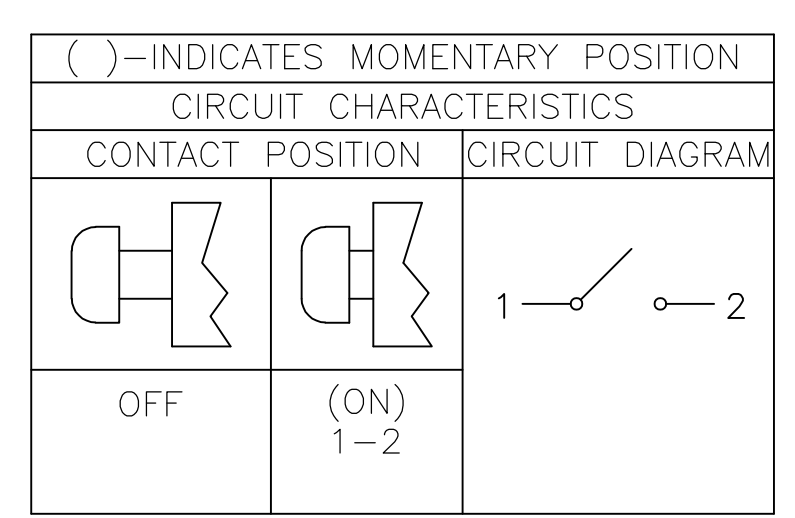 ( )-INDICATES MOMENTARY POSITION
CIRCUIT CHARACTERISTICS
CONTACT POSITION
CIRCUIT DIAGRAM
1
2
OFF
(ON)
1-2